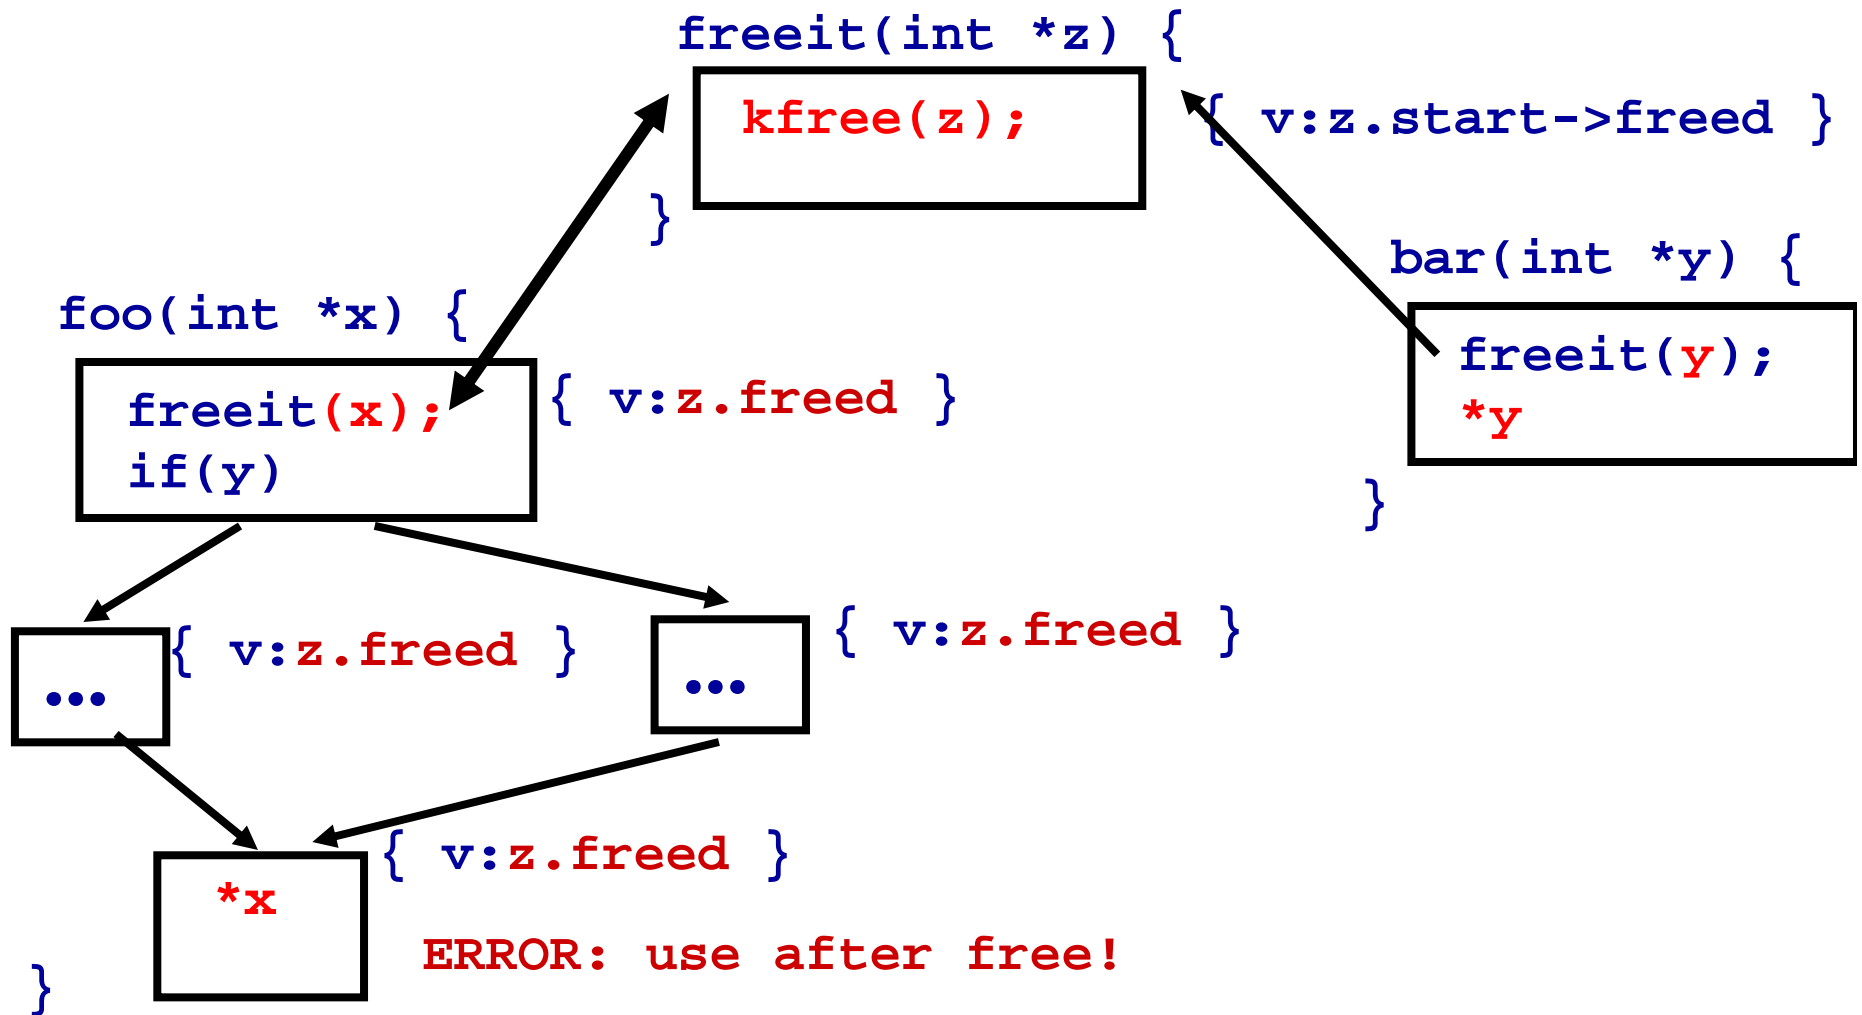 freeit(int *z) {
kfree(z);
{ v:z.start->freed }
}
bar(int *y) {
freeit(y);
*y
}
foo(int *x) {
freeit(x);
if(y)
{ v:z.freed }
...
{ v:z.freed }
...
{ v:z.freed }
*x
{ v:z.freed }
ERROR: use after free!
}